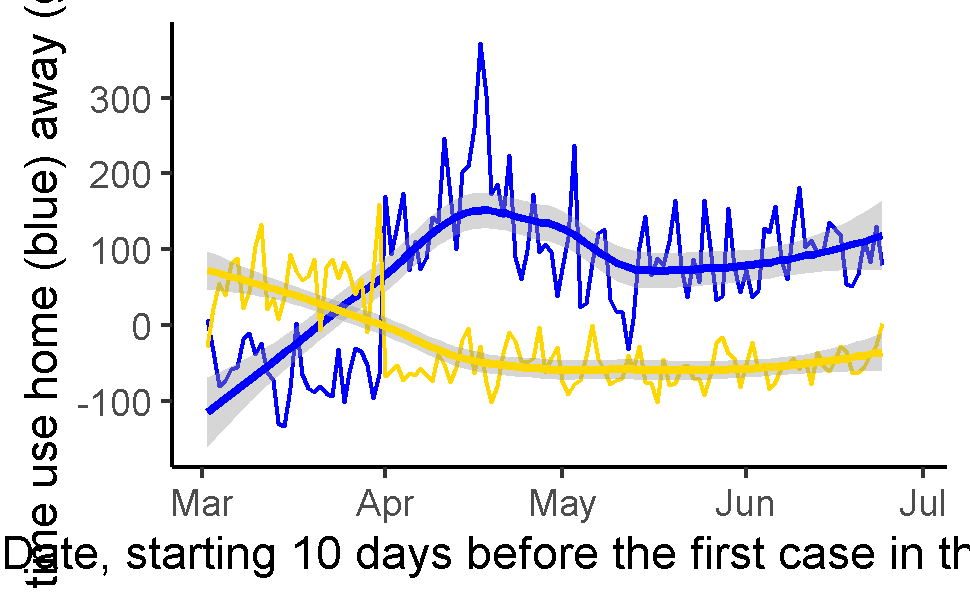 time use home (blue) away (
300
200
100
0
-100
Mar Apr May Jun Jul
Date, starting 10 days before the first case in